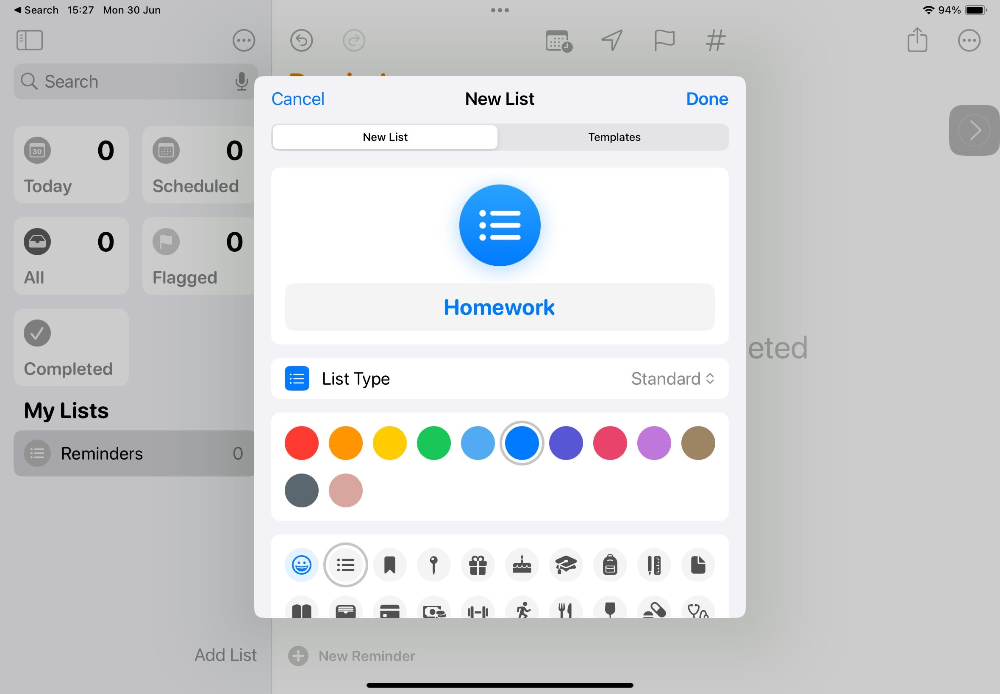 Search 15:27 Mon 30 Jun
94%
Search
30
0
Today
0
Scheduled
0
All
0
Flagged
Completed
My Lists
Reminders 0
Add List
Cancel New List Done
New List Templates
Homework
List Type Standard
eted
New Reminder